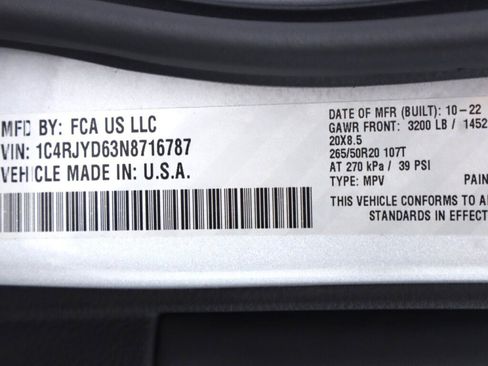 MFD BY: FCA US LLC
VIN: 1C4RJYD63N8716787
VEHICLE MADE IN: U.S.A.
DATE OF MFR (BUILT): 10-22
GAWR FRONT: 3200 LB / 1452
20X8.5
265/50R20 107T
AT 270 kPa / 39 PSI
TYPE: MPV PAIN
THIS VEHICLE CONFORMS TO A
STANDARDS IN EFFECT